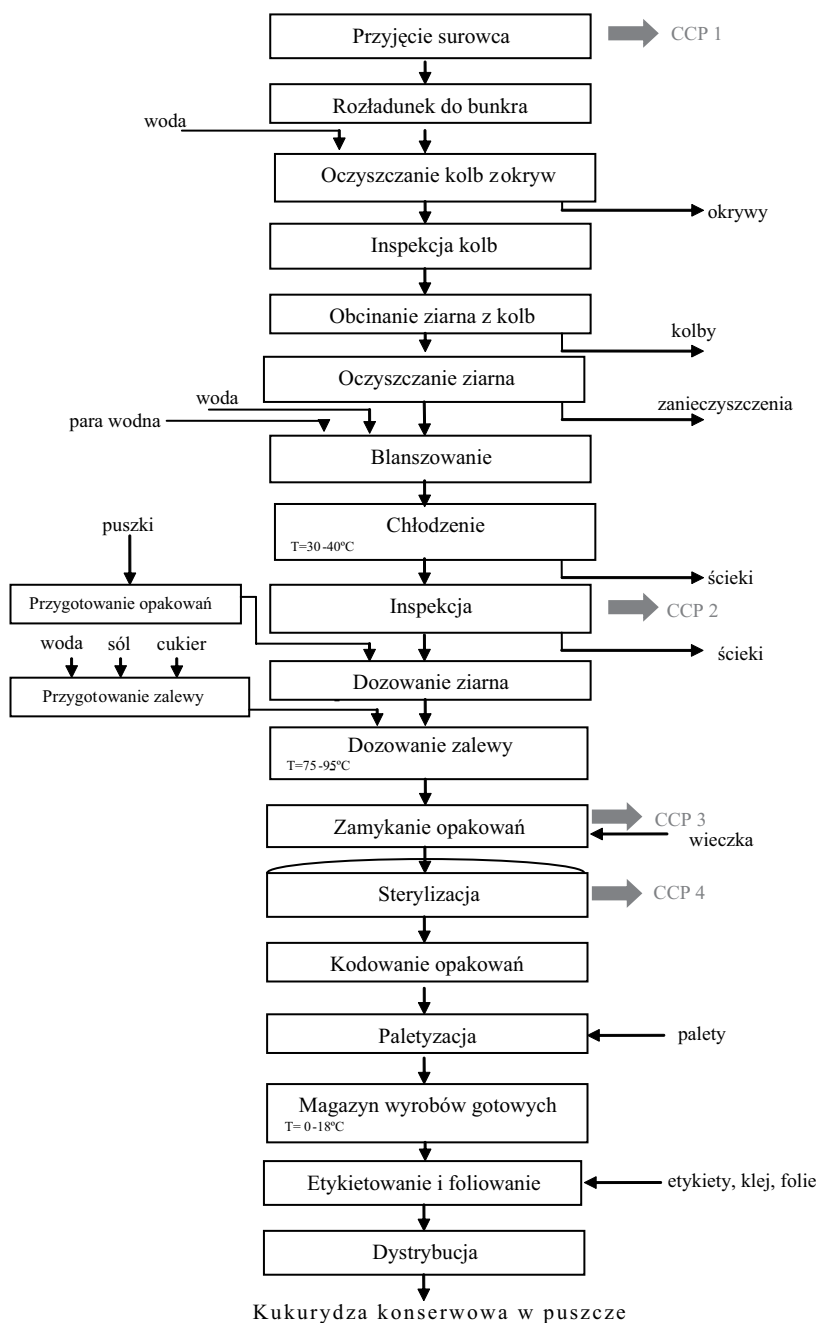 Przyjęcie surowca
CCP 1
Rozładunek do bunkra
woda
Oczyszczanie kolb z okryw
okrywy
Inspekcja kolb
Obcinanie ziarna z kolb
kolby
Oczyszczanie ziarna
woda
zanieczyszczenia
para wodna
Blanszowanie
Chłodzenie
T=30-40ºC
puszki
ścieki
Przygotowanie opakowań
Inspekcja
CCP 2
woda sól cukier
ścieki
Przygotowanie zalewy
Dozowanie ziarna
Dozowanie zalewy
T=75-95ºC
Zamykanie opakowań
CCP 3
wieczka
Sterylizacja
CCP 4
Kodowanie opakowań
Paletyzacja
palety
Magazyn wyrobów gotowych
T= 0-18ºC
Etykietowanie i foliowanie
etykiety, klej, folie
Dystrybucja
Kukurydza konserwowa w puszcze